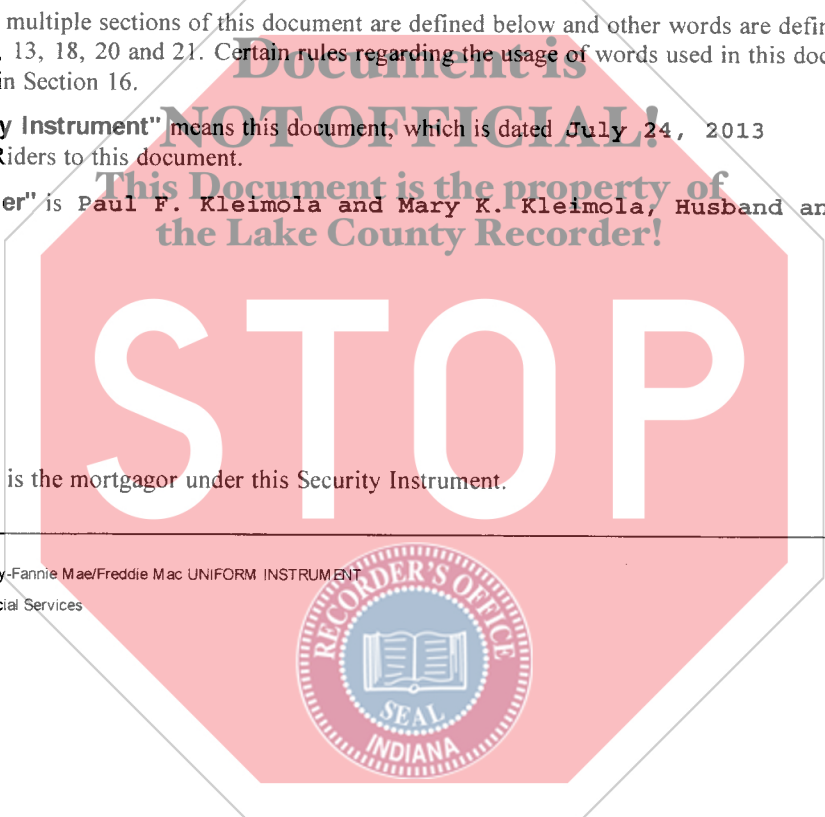 multiple sections of this document are defined below and other words are defin
, 13, 18, 20 and 21. Certain rules regarding the usage of words used in this doc
in Section 16.
Document is
y Instrument" means this document, which is dated July 24, 2013
NOT OFFICIAL!
Riders to this document.
This Document is the property of
er" is Paul F. Kleimola and Mary K. Kleimola, Husband an
the Lake County Recorder!
STOP
is the mortgagor under this Security Instrument.
y-Fannie Mae/Freddie Mac UNIFORM INSTRUMENT
cial Services
RECORDER'S OFFICE
SEAL
INDIANA